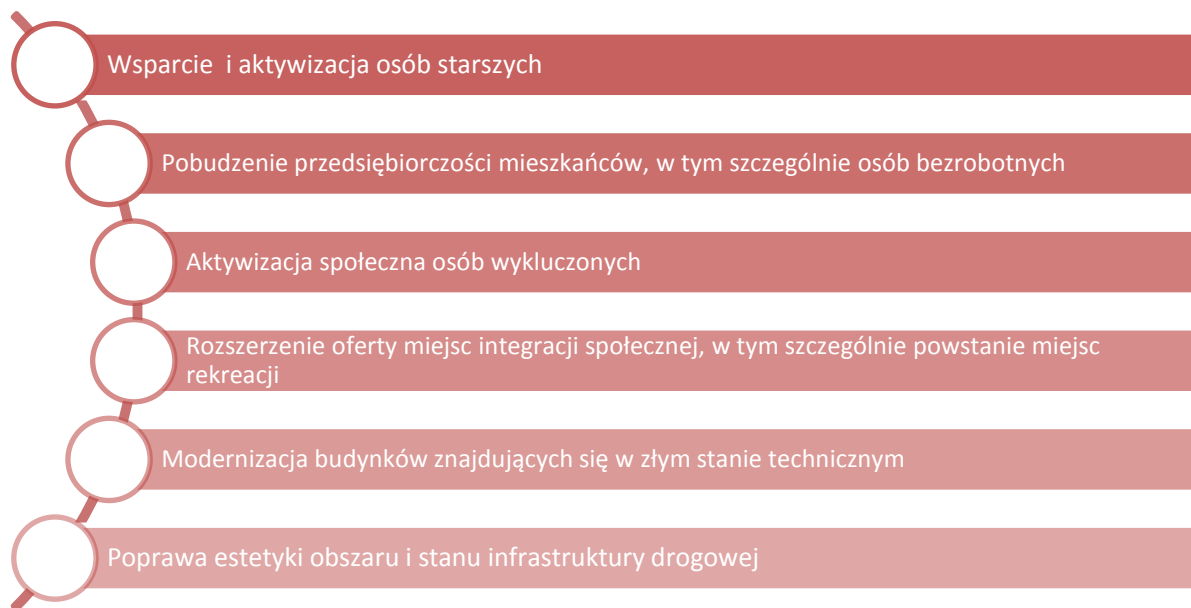 Wsparcie i aktywizacja osób starszych
Pobudzenie przedsiębiorczości mieszkańców, w tym szczególnie osób bezrobotnych
Aktywizacja społeczna osób wykluczonych
Rozszerzenie oferty miejsc integracji społecznej, w tym szczególnie powstanie miejsc
rekreacji
Modernizacja budynków znajdujących się w złym stanie technicznym
Poprawa estetyki obszaru i stanu infrastruktury drogowej